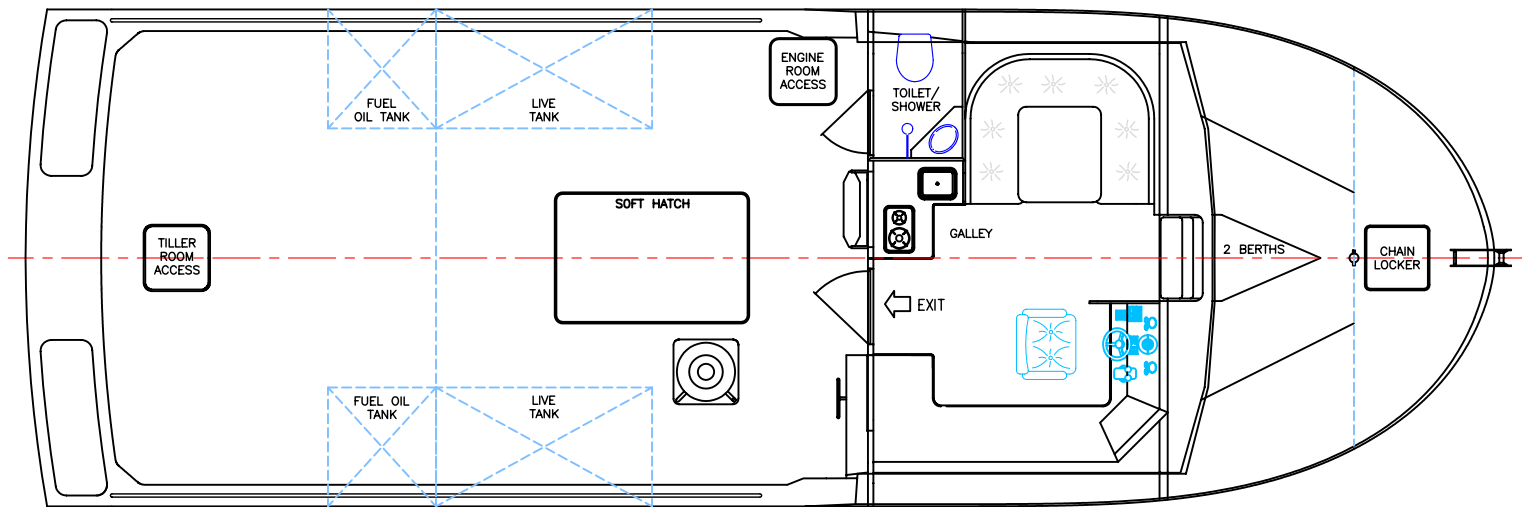 ENGINE
ROOM
ACCESS
FUEL
OIL TANK
LIVE
TANK
TOILET/
SHOWER
SOFT HATCH
GALLEY
TILLER
ROOM
ACCESS
2 BERTHS
CHAIN
LOCKER
EXIT
FUEL OIL
TANK
LIVE
TANK